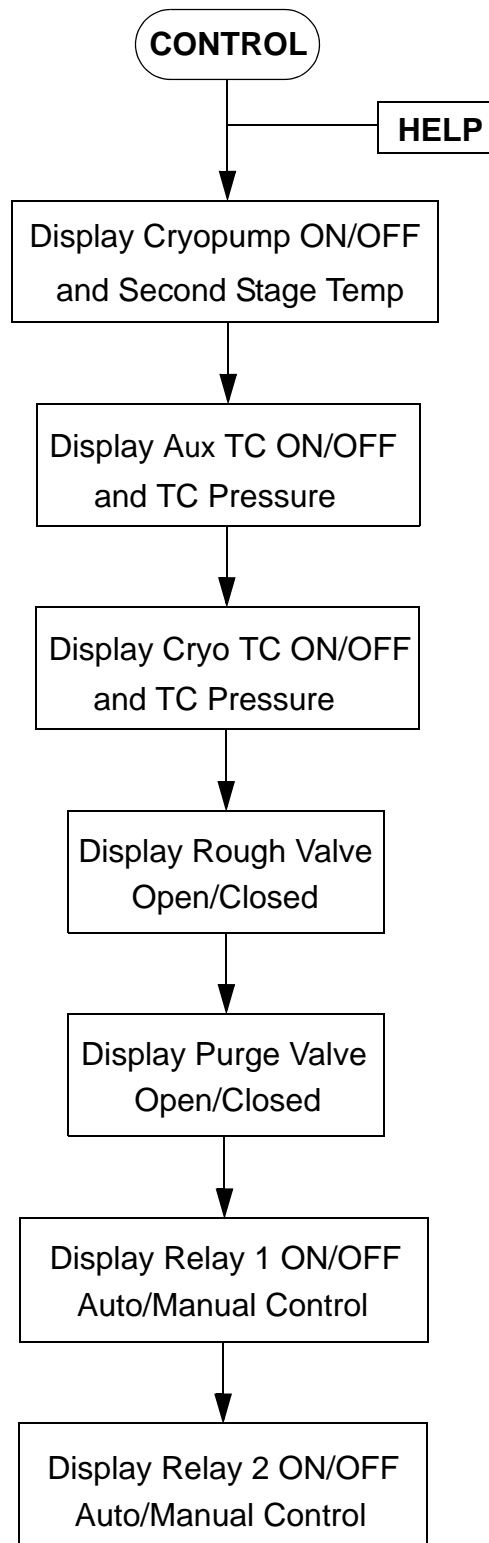 CONTROL
HELP
Display Cryopump ON/OFF
and Second Stage Temp
Display Aux TC ON/OFF
and TC Pressure
Display Cryo TC ON/OFF
and TC Pressure
Display Rough Valve
Open/Closed
Display Purge Valve
Open/Closed
Display Relay 1 ON/OFF
Auto/Manual Control
Display Relay 2 ON/OFF
Auto/Manual Control